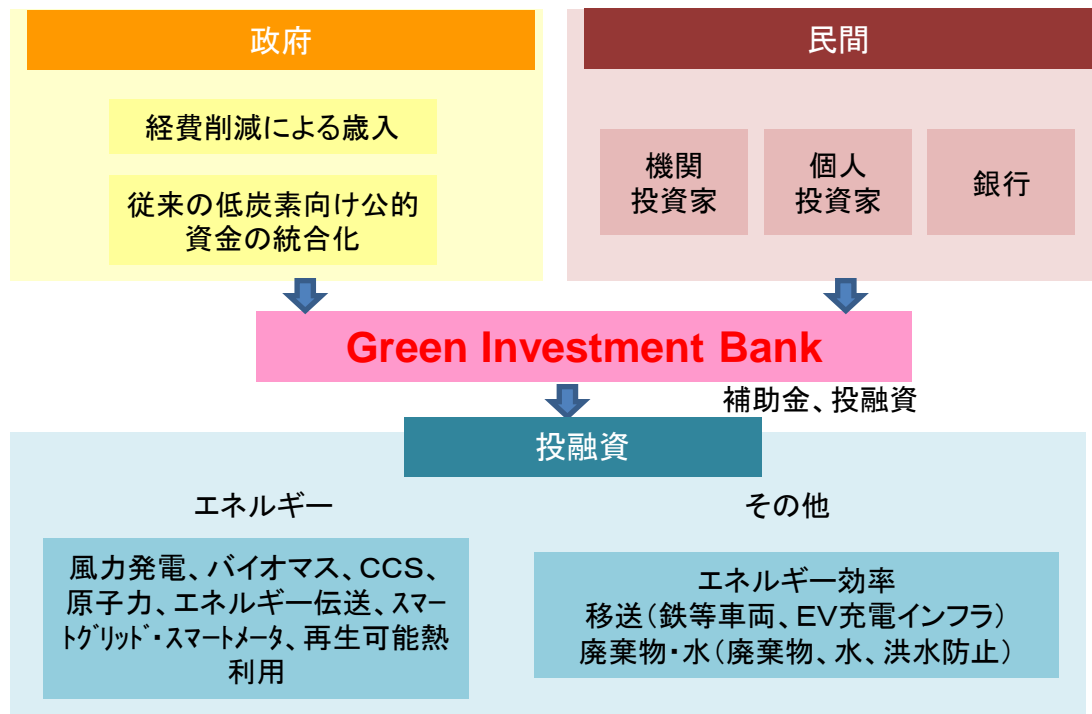 政府
経費削減による歳入
従来の低炭素向け公的
資金の統合化
民間
機関
投資家
個人
投資家
銀行
Green Investment Bank
補助金、投融資
投融資
エネルギー
風力発電、バイオマス、CCS、
原子力、エネルギー伝送、スマー
ﾄｸﾞﾘｯﾄﾞ・スマートメータ、再生可能熱
利用
その他
エネルギー効率
移送（鉄等車両、EV充電インフラ）
廃棄物・水（廃棄物、水、洪水防止）